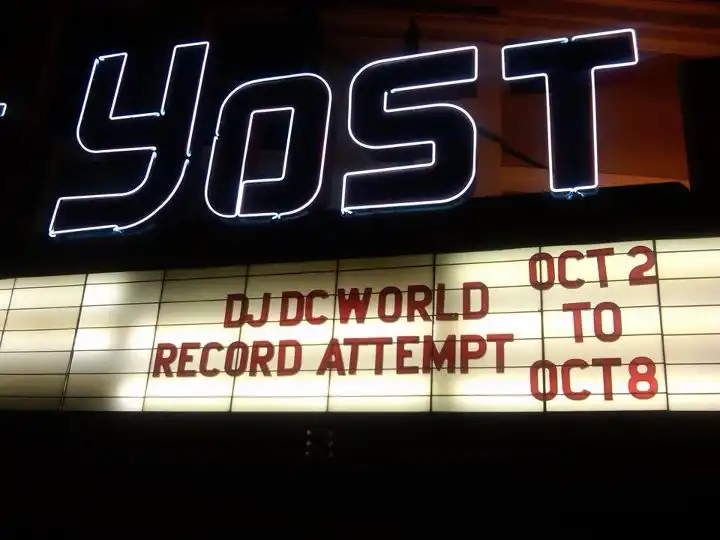 YOST
DJ DC WORLD
RECORD ATTEMPT
OCT 2
TO
OCT 8